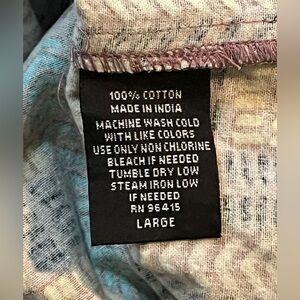 100% COTTON
MADE IN INDIA
MACHINE WASH COLD
WITH LIKE COLORS
USE ONLY NON CHLORINE
BLEACH IF NEEDED
TUMBLE DRY LOW
STEAM IRON LOW
IF NEEDED
RN 96415
LARGE